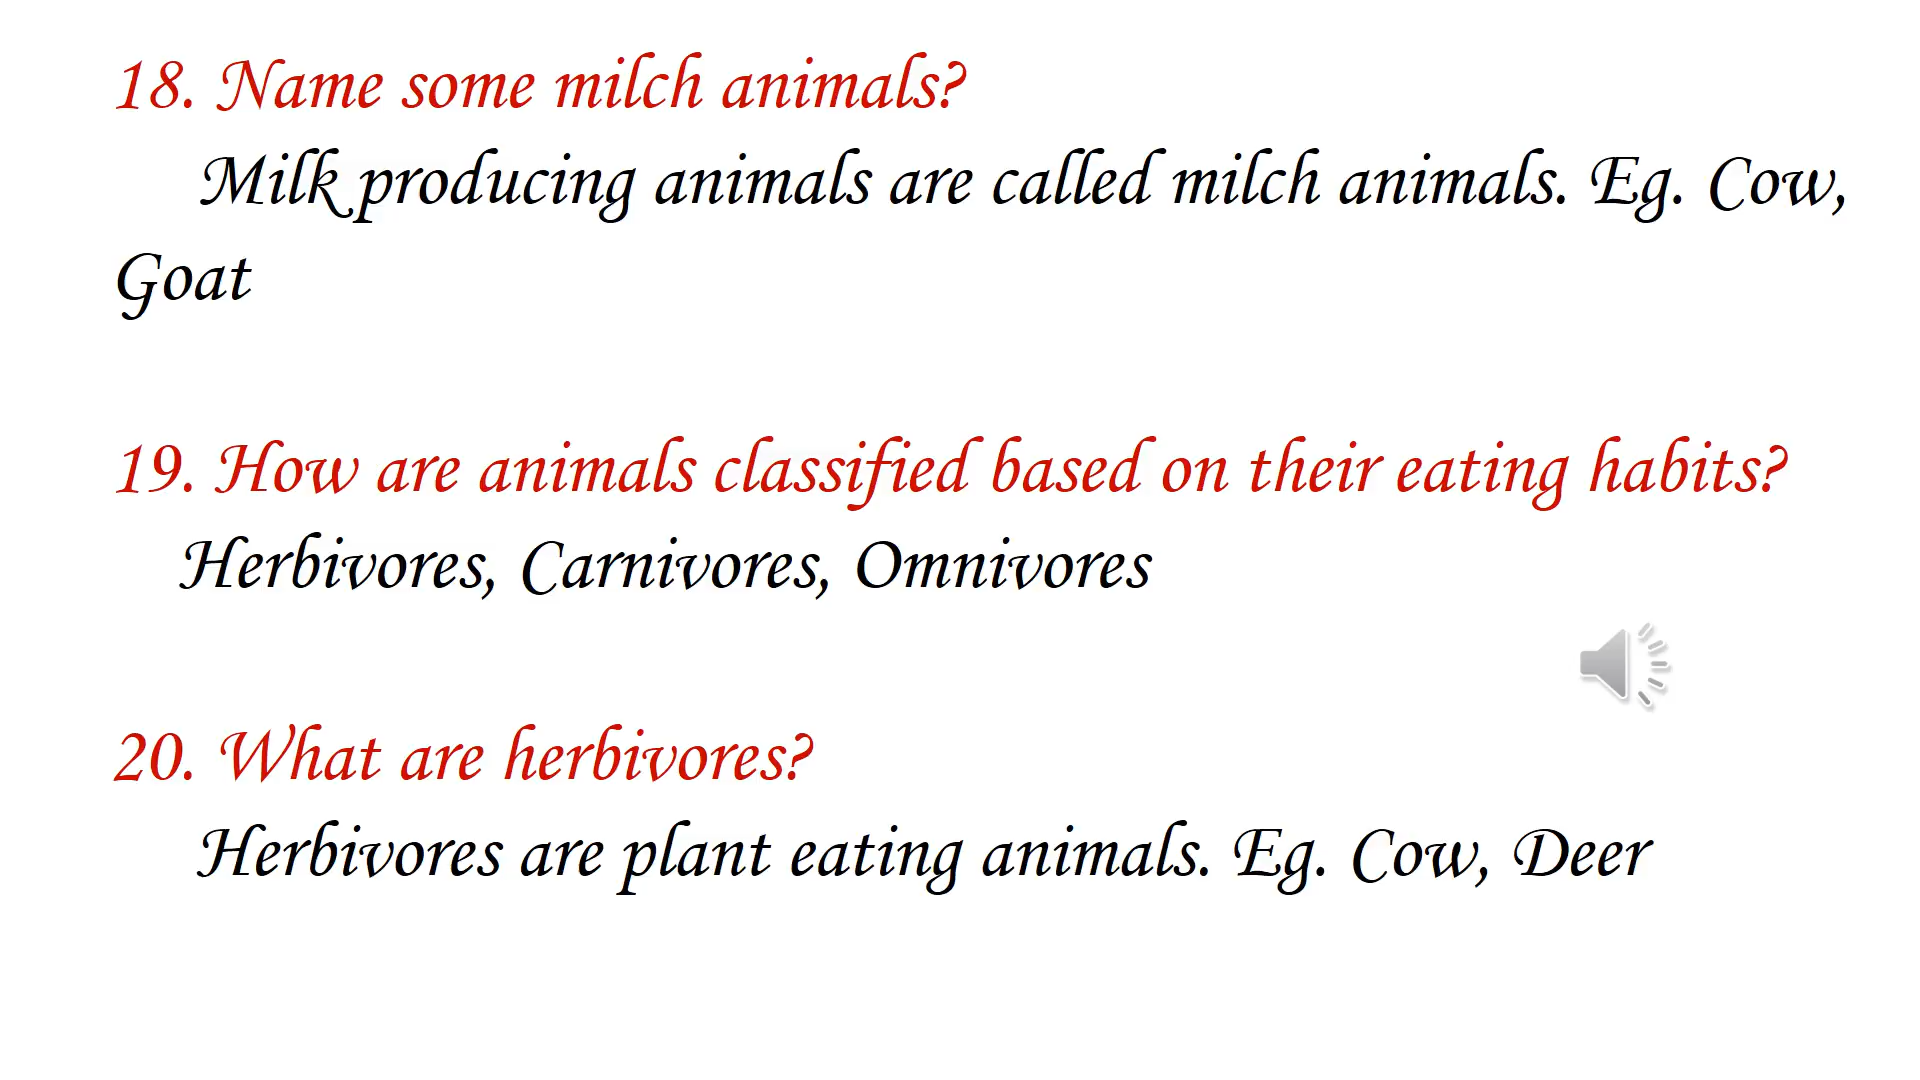 18. Name some milch animals?
Milk producing animals are called milch animals. Eg. Cow,
Goat
19. How are animals classified based on their eating habits?
Herbivores, Carnivores, Omnivores
20. What are herbivores?
Herbivores are plant eating animals. Eg. Cow, Deer